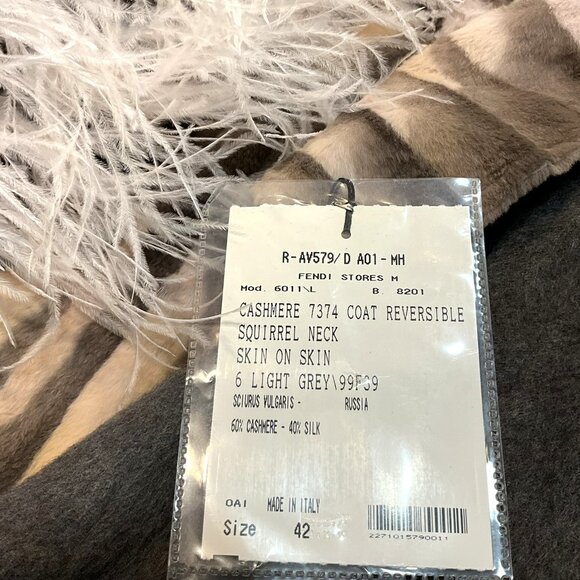 R-AV579/D A01-MH
FENDI STORES M
Mod. 6011\L B. 8201
CASHMERE 7374 COAT REVERSIBLE
SQUIRREL NECK
SKIN ON SKIN
6 LIGHT GREY\99F39
SCIURUS VULGARIS - RUSSIA
60% CASHMERE - 40% SILK
OAI MADE IN ITALY
Size 42
2271015790011